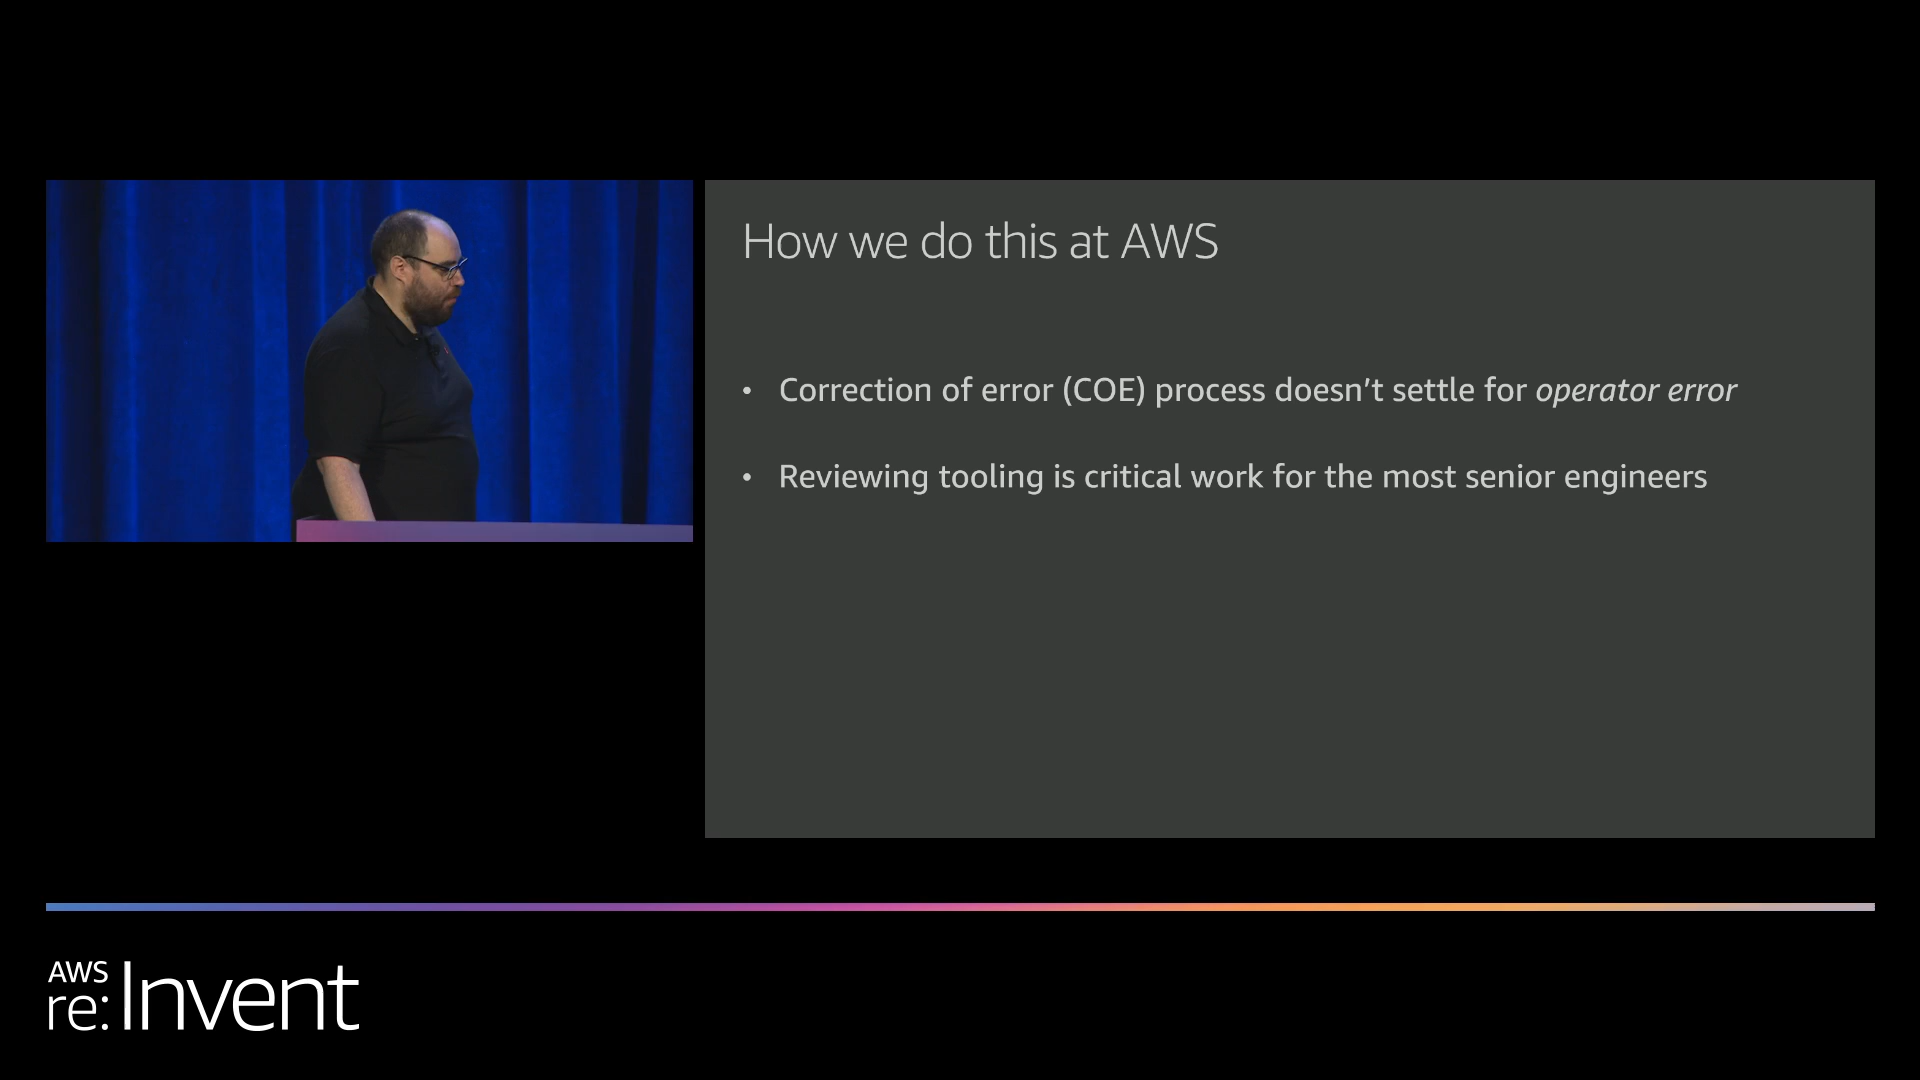 How we do this at AWS
• Correction of error (COE) process doesn’t settle for operator error
• Reviewing tooling is critical work for the most senior engineers
AWS
re:Invent